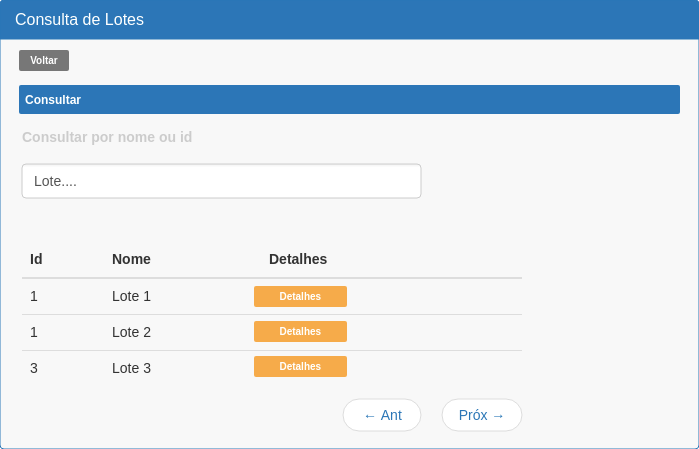 Consulta de Lotes
Voltar
Consultar
Consultar por nome ou id
Lote....
Id Nome Detalhes
1 Lote 1 Detalhes
1 Lote 2 Detalhes
3 Lote 3 Detalhes
← Ant Próx →